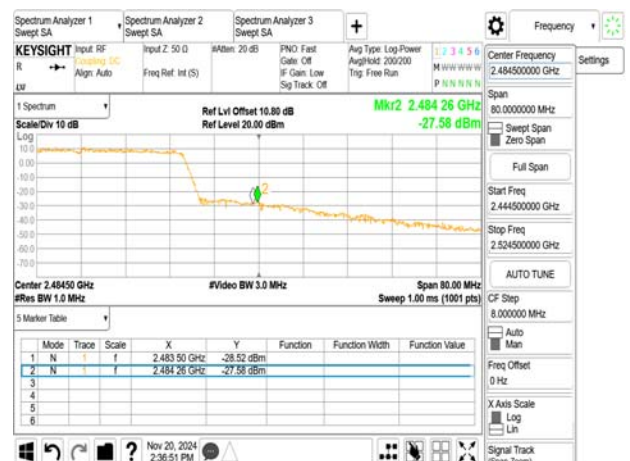 Spectrum Analyzer 1
Swept SA
Spectrum Analyzer 2
Swept SA
Spectrum Analyzer 3
Swept SA
+
Frequency
KEYSIGHT
R
Input: RF
Coupling: DC
Align: Auto
Input Z: 50 Ω
Freq Ref: Int (S)
#Atten: 20 dB
PNO: Fast
Gate: Off
IF Gain: Low
Sig Track: Off
Avg Type: Log-Power
Avg|Hold: 200/200
Trig: Free Run
1 2 3 4 5 6
M W W W W W
P N N N N N
Settings
Center Frequency
2.484500000 GHz
Span
80.0000000 MHz
Swept Span
Zero Span
Full Span
Start Freq
2.444500000 GHz
Stop Freq
2.524500000 GHz
AUTO TUNE
CF Step
8.000000 MHz
Auto
Man
Freq Offset
0 Hz
X Axis Scale
Log
Lin
Signal Track
(Span Zoom)
1 Spectrum
Scale/Div 10 dB
Ref Lvl Offset 10.80 dB
Ref Level 20.00 dBm
Mkr2 2.484 26 GHz
-27.58 dBm
Log
10.0
0.00
-10.0
-20.0
-30.0
-40.0
-50.0
-60.0
-70.0
2
Center 2.48450 GHz
#Res BW 1.0 MHz
#Video BW 3.0 MHz
Span 80.00 MHz
Sweep 1.00 ms (1001 pts)
5 Marker Table
Mode Trace Scale X Y Function Function Width Function Value
1 N 1 f 2.483 50 GHz -28.52 dBm
2 N 1 f 2.484 26 GHz -27.58 dBm
3
4
5
6
?
Nov 20, 2024
2:36:51 PM